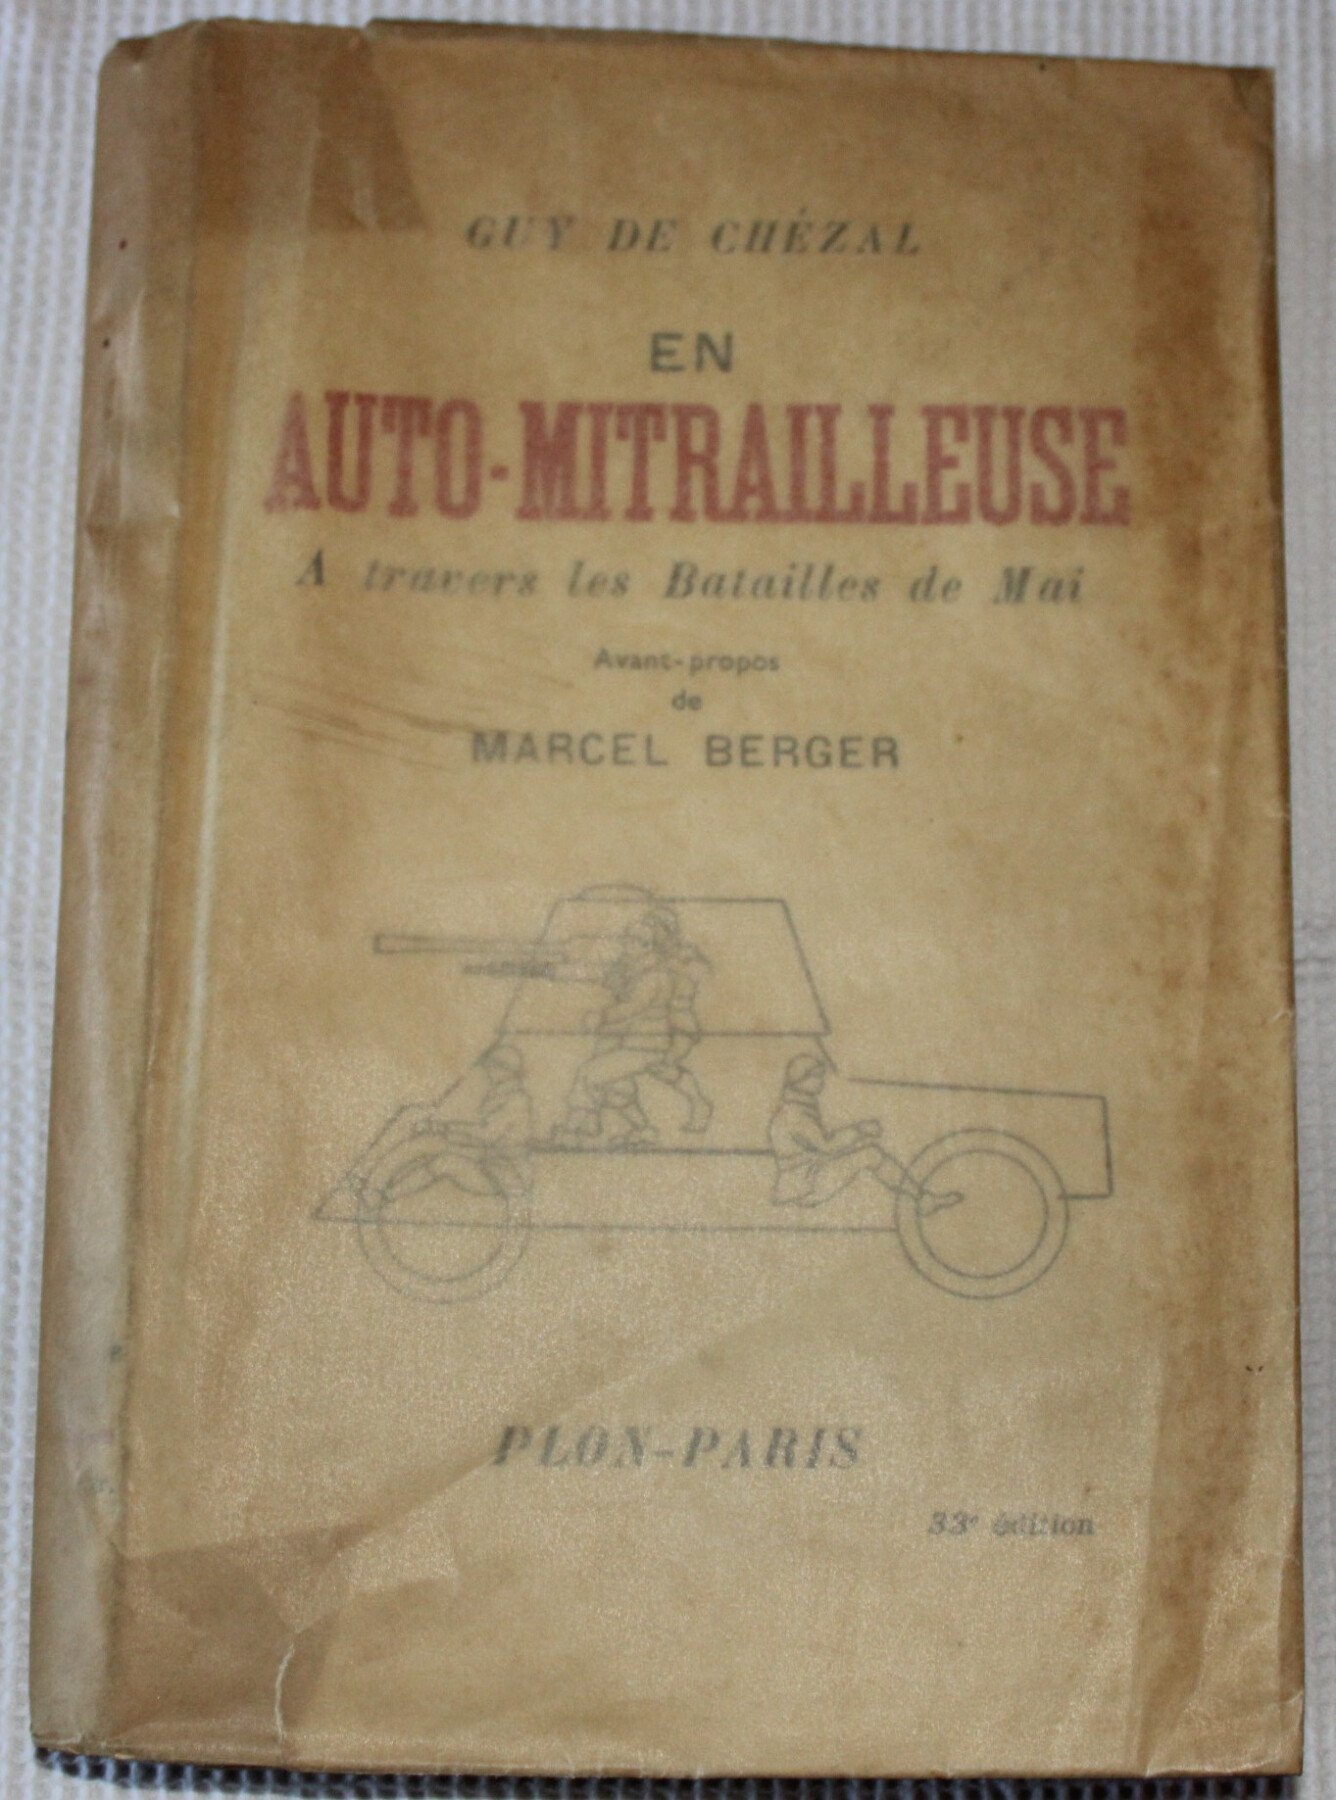 GUY DE CHÉZAL
EN
AUTO-MITRAILLEUSE
A travers les Batailles de Mai
Avant-propos
de
MARCEL BERGER
PLON-PARIS
33e édition